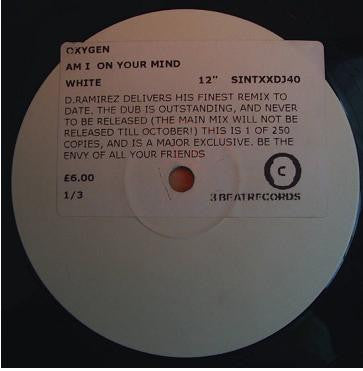 OXYGEN
AM I ON YOUR MIND
WHITE 12" SINTXXDJ40
D.RAMIREZ DELIVERS HIS FINEST REMIX TO
DATE. THE DUB IS OUTSTANDING, AND NEVER
TO BE RELEASED (THE MAIN MIX WILL NOT BE
RELEASED TILL OCTOBER!) THIS IS 1 OF 250
COPIES, AND IS A MAJOR EXCLUSIVE. BE THE
ENVY OF ALL YOUR FRIENDS
C
£6.00
1/3 3BEATRECORDS